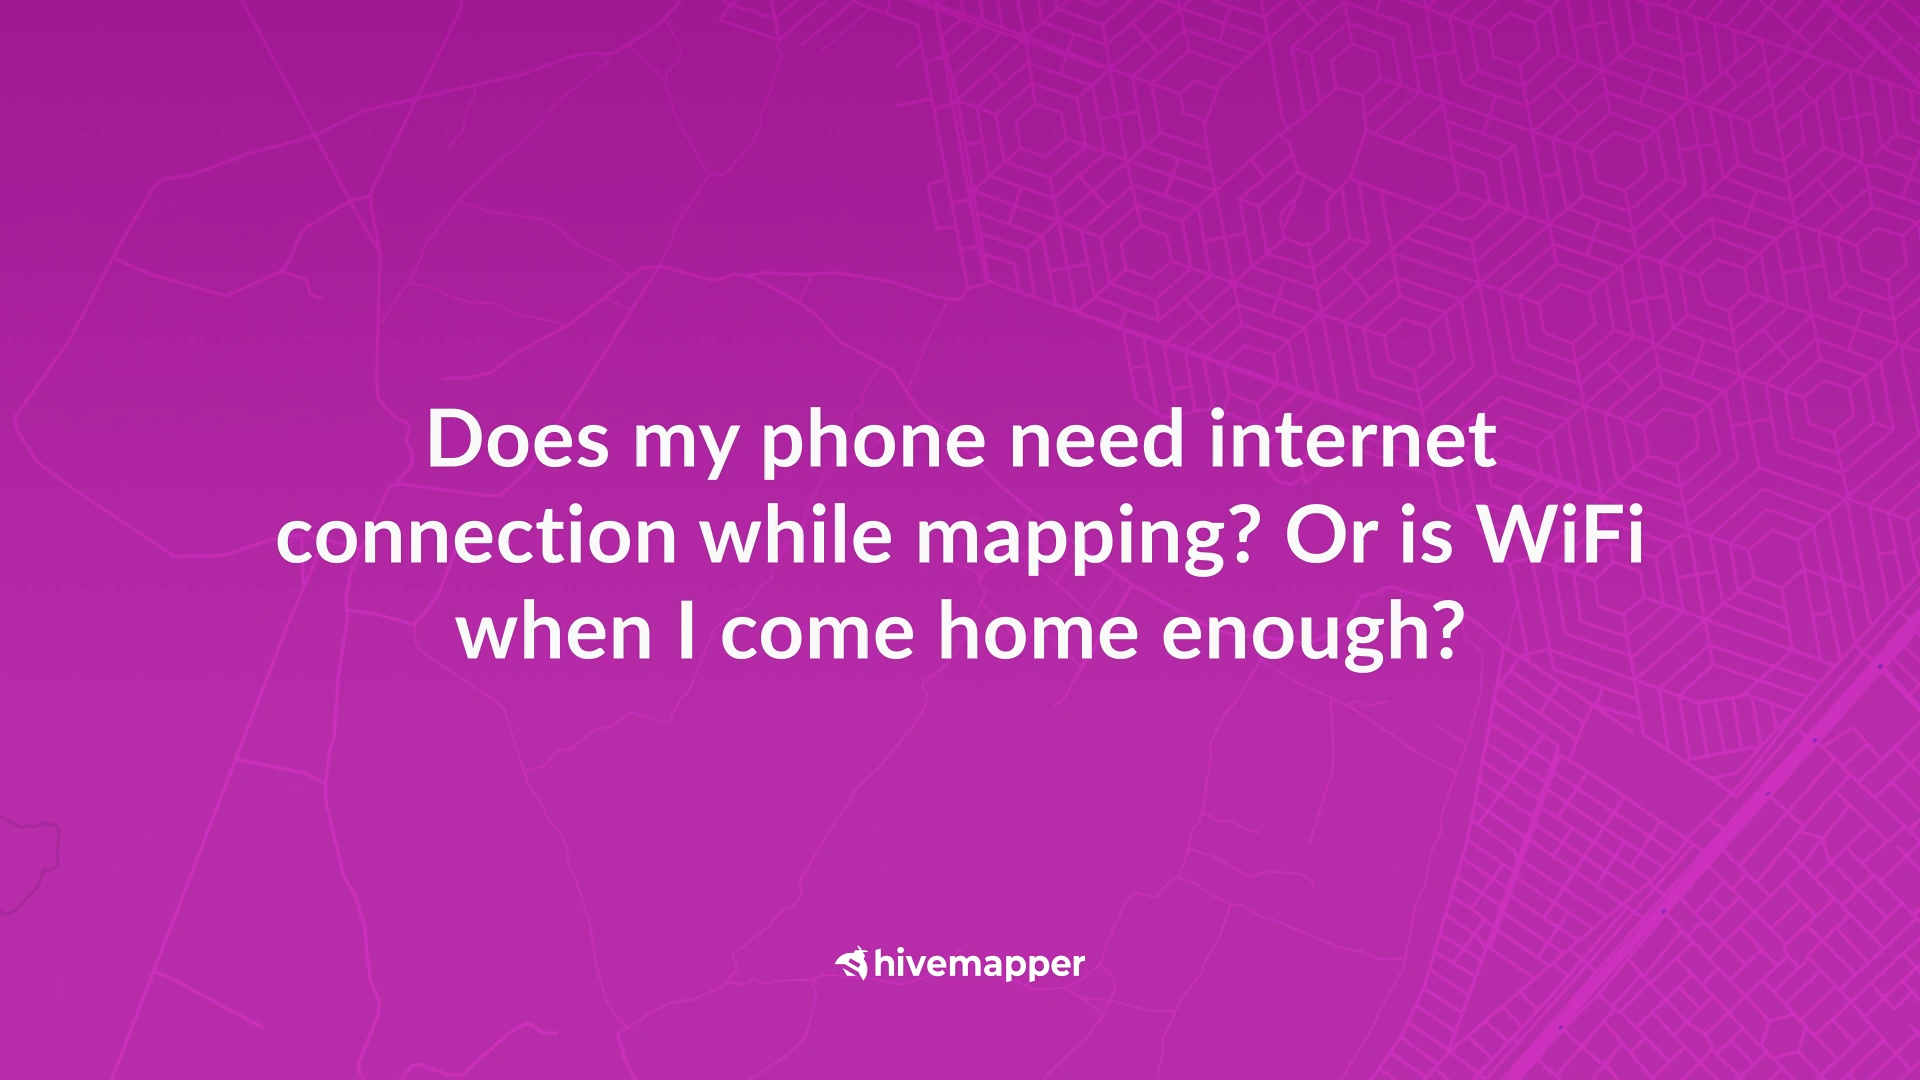 Does my phone need internet
connection while mapping? Or is WiFi
when I come home enough?
hivemapper